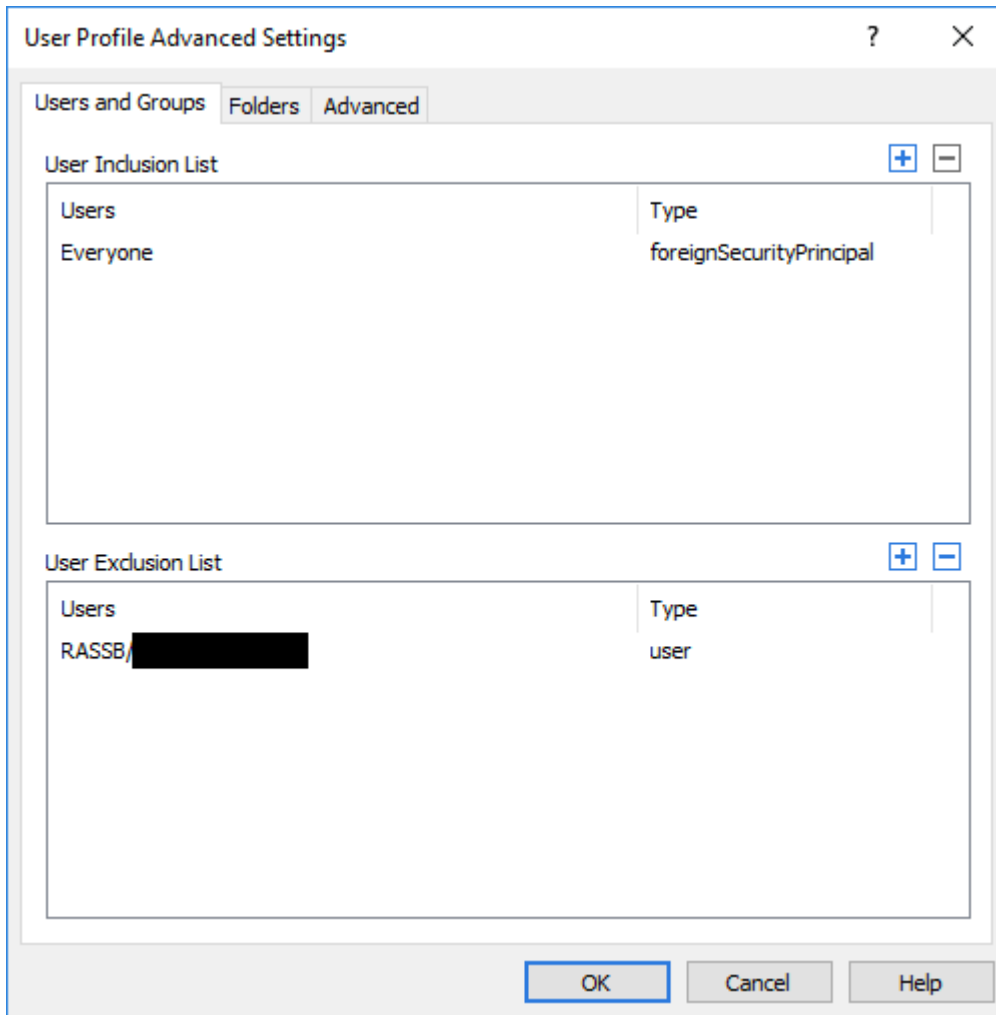 User Profile Advanced Settings ?
Users and Groups Folders Advanced
User Inclusion List
Users Type
Everyone foreignSecurityPrincipal
User Exclusion List
Users Type
RASSB/ user
OK Cancel Help